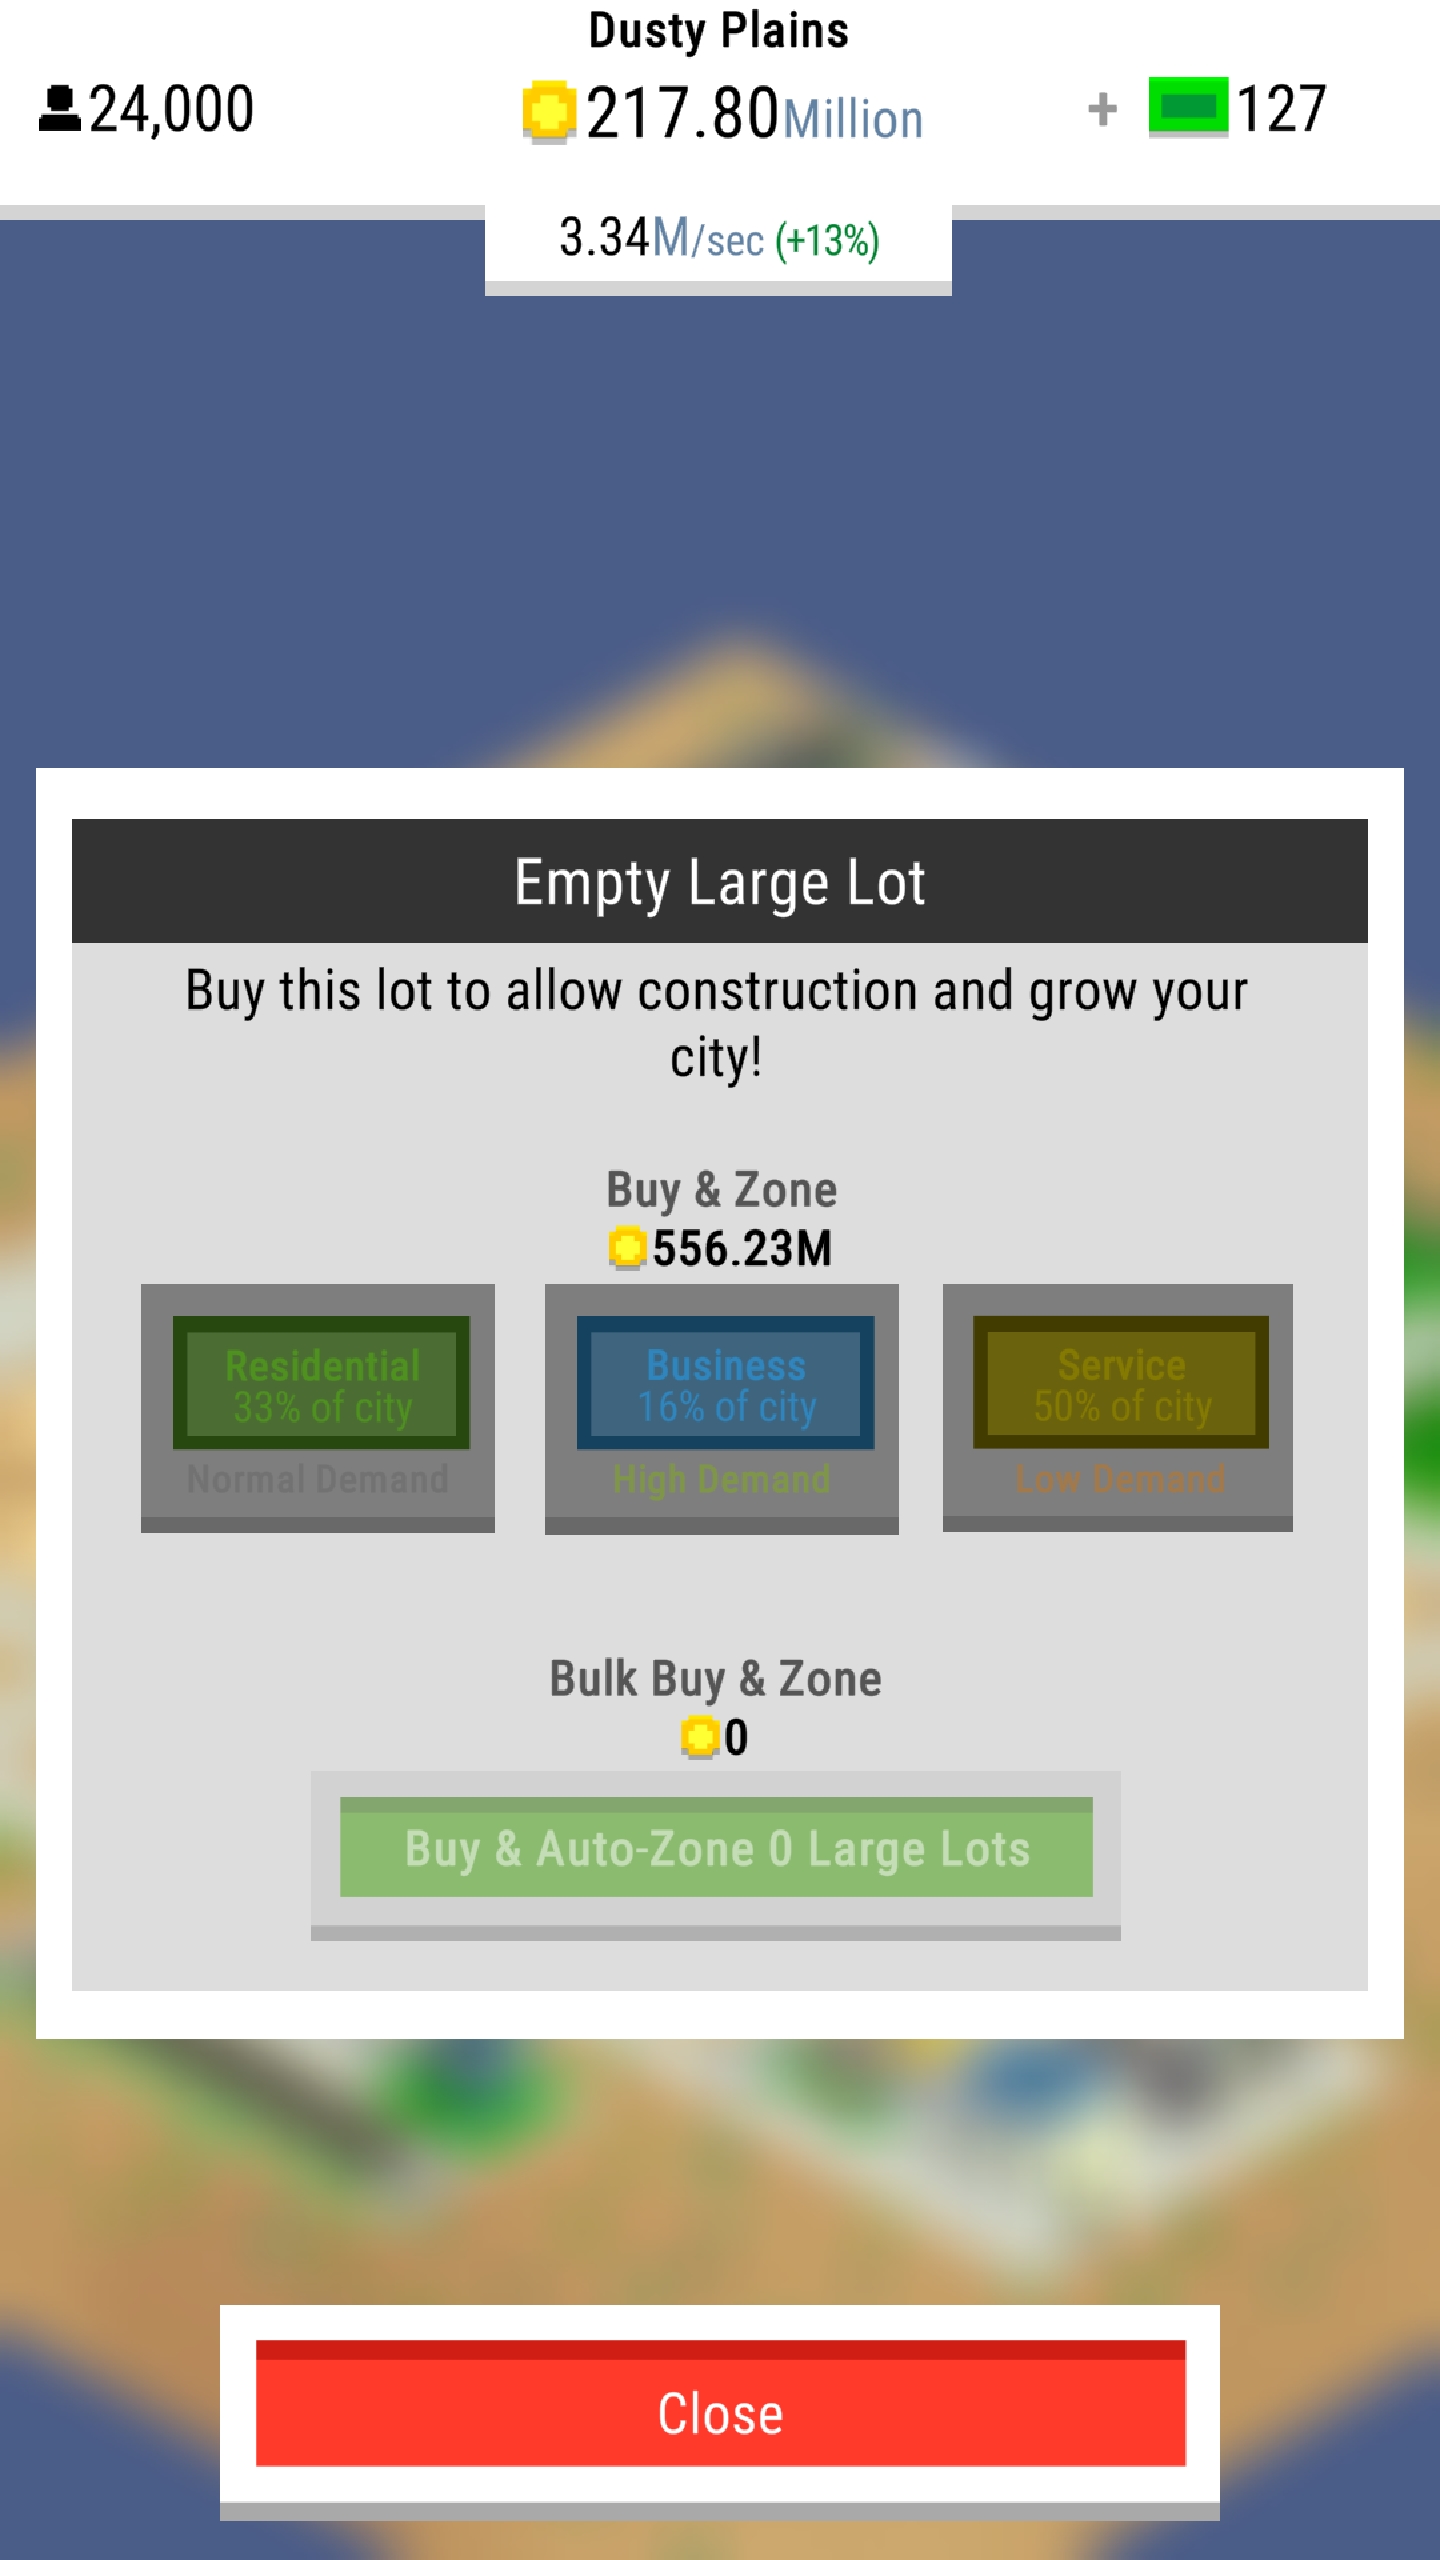 Dusty Plains
24,000
217.80Million
+ 127
3.34M/sec (+13%)
Empty Large Lot
Buy this lot to allow construction and grow your
city!
Buy & Zone
556.23M
Residential
33% of city
Normal Demand
Business
16% of city
High Demand
Service
50% of city
Low Demand
Bulk Buy & Zone
0
Buy & Auto-Zone 0 Large Lots
Close